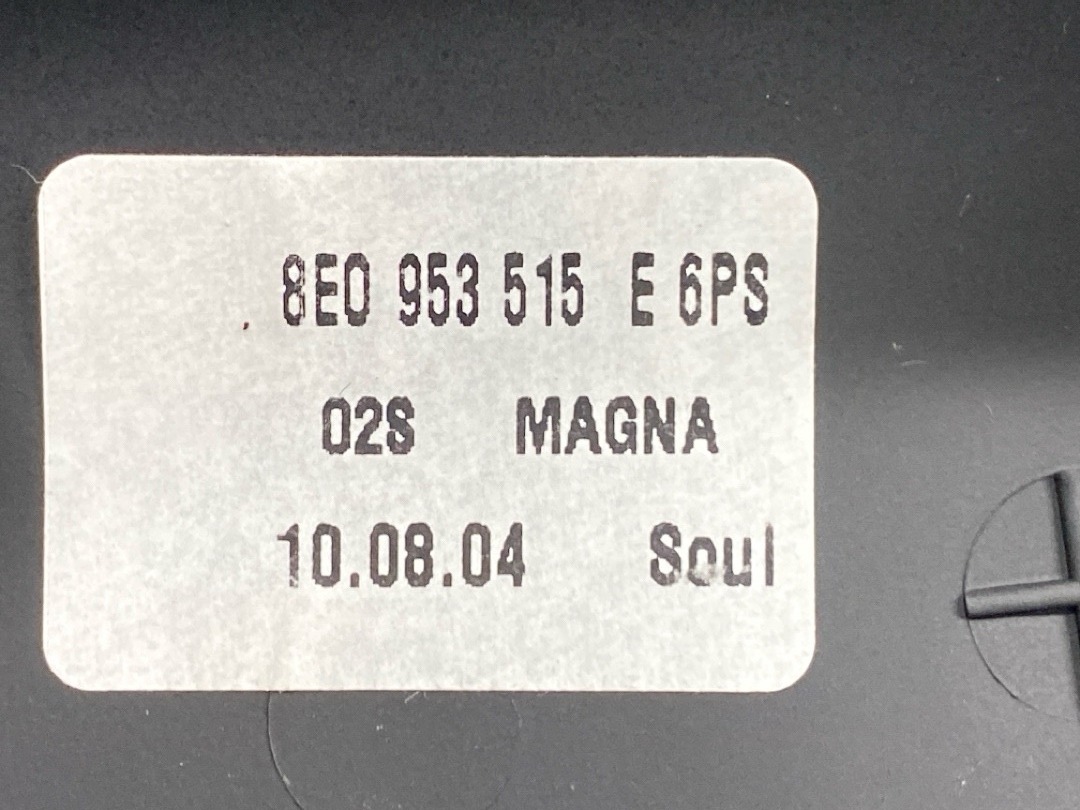 8E0 953 515 E 6PS
02S MAGNA
10.08.04 Soul